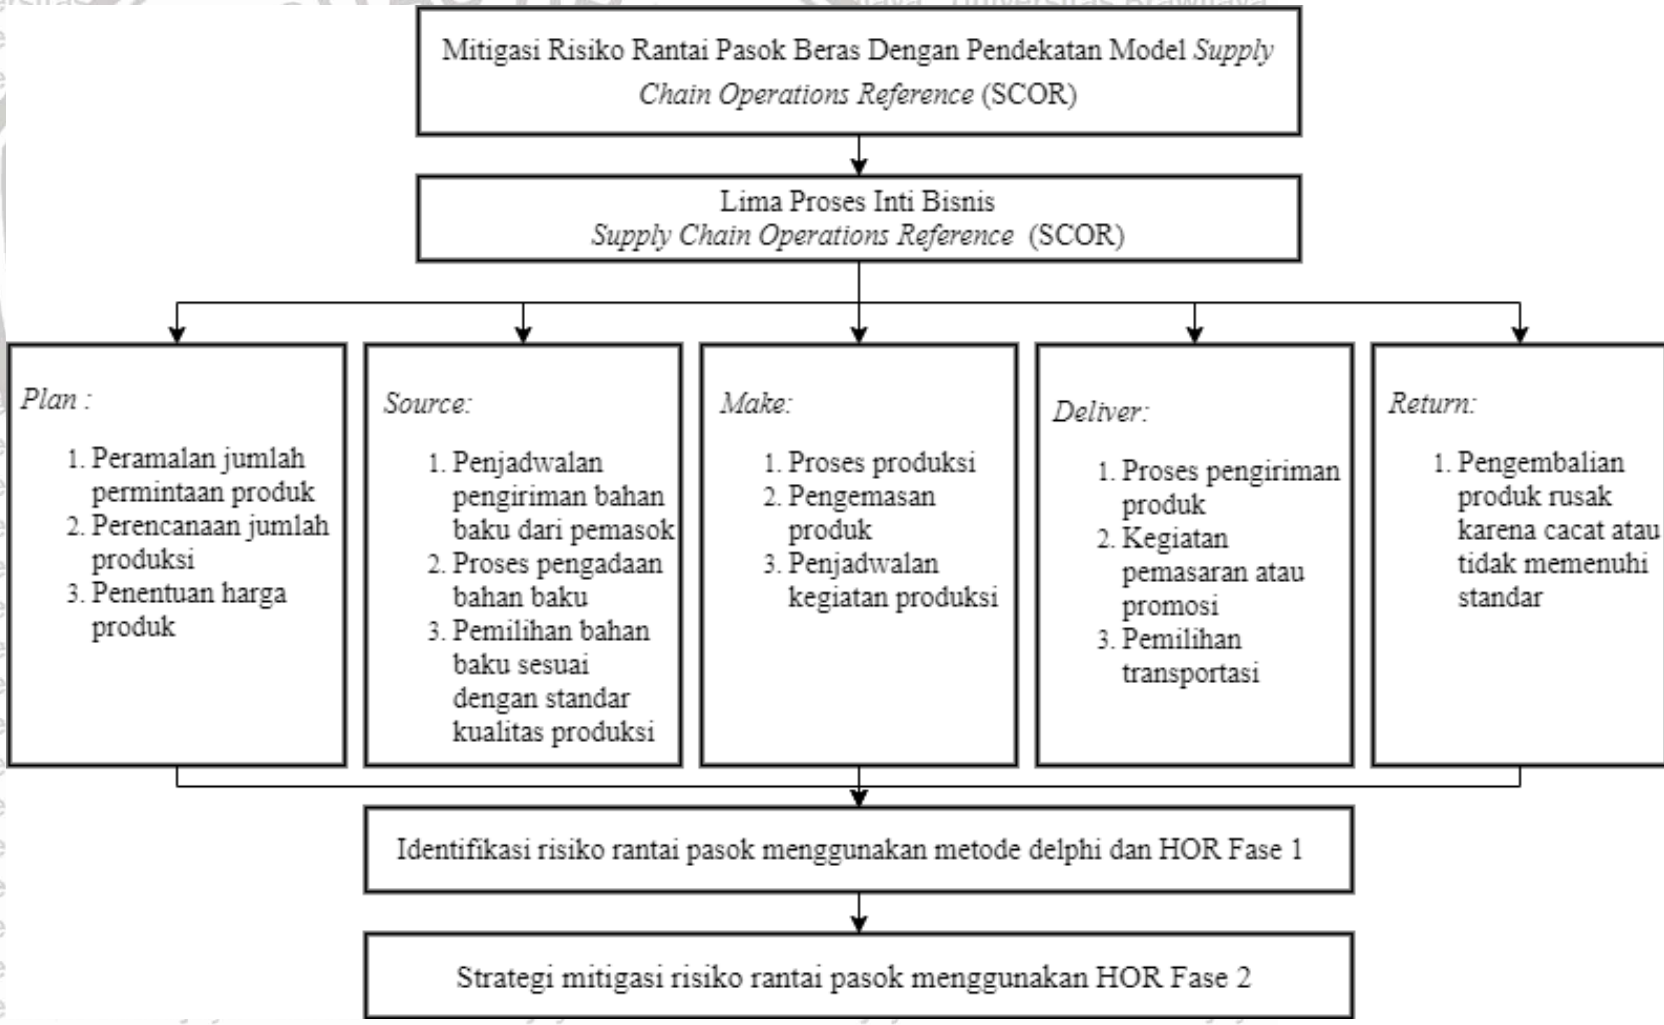 Universitas Brawijaya
Mitigasi Risiko Rantai Pasok Beras Dengan Pendekatan Model Supply
Chain Operations Reference (SCOR)
Lima Proses Inti Bisnis
Supply Chain Operations Reference (SCOR)
Plan :
1. Peramalan jumlah
permintaan produk
2. Perencanaan jumlah
produksi
3. Penentuan harga
produk
Source:
1. Penjadwalan
pengiriman bahan
baku dari pemasok
2. Proses pengadaan
bahan baku
3. Pemilihan bahan
baku sesuai
dengan standar
kualitas produksi
Make:
1. Proses produksi
2. Pengemasan
produk
3. Penjadwalan
kegiatan produksi
Deliver:
1. Proses pengiriman
produk
2. Kegiatan
pemasaran atau
promosi
3. Pemilihan
transportasi
Return:
1. Pengembalian
produk rusak
karena cacat atau
tidak memenuhi
standar
Identifikasi risiko rantai pasok menggunakan metode delphi dan HOR Fase 1
Strategi mitigasi risiko rantai pasok menggunakan HOR Fase 2